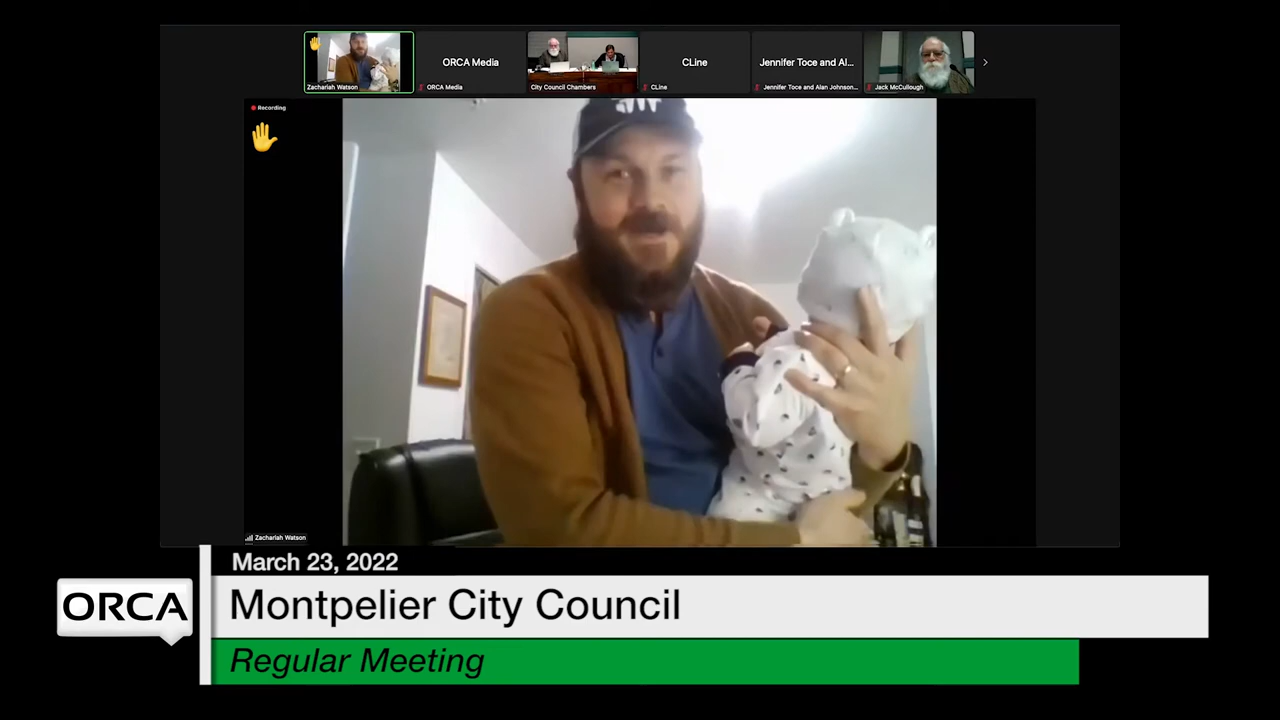 ORCA Media
CLine
Jennifer Toce and Al...
Zachariah Watson
ORCA Media
City Council Chambers
CLine
Jennifer Toce and Alan Johnson...
Jack McCullough
Recording
Zachariah Watson
March 23, 2022
ORCA
Montpelier City Council
Regular Meeting